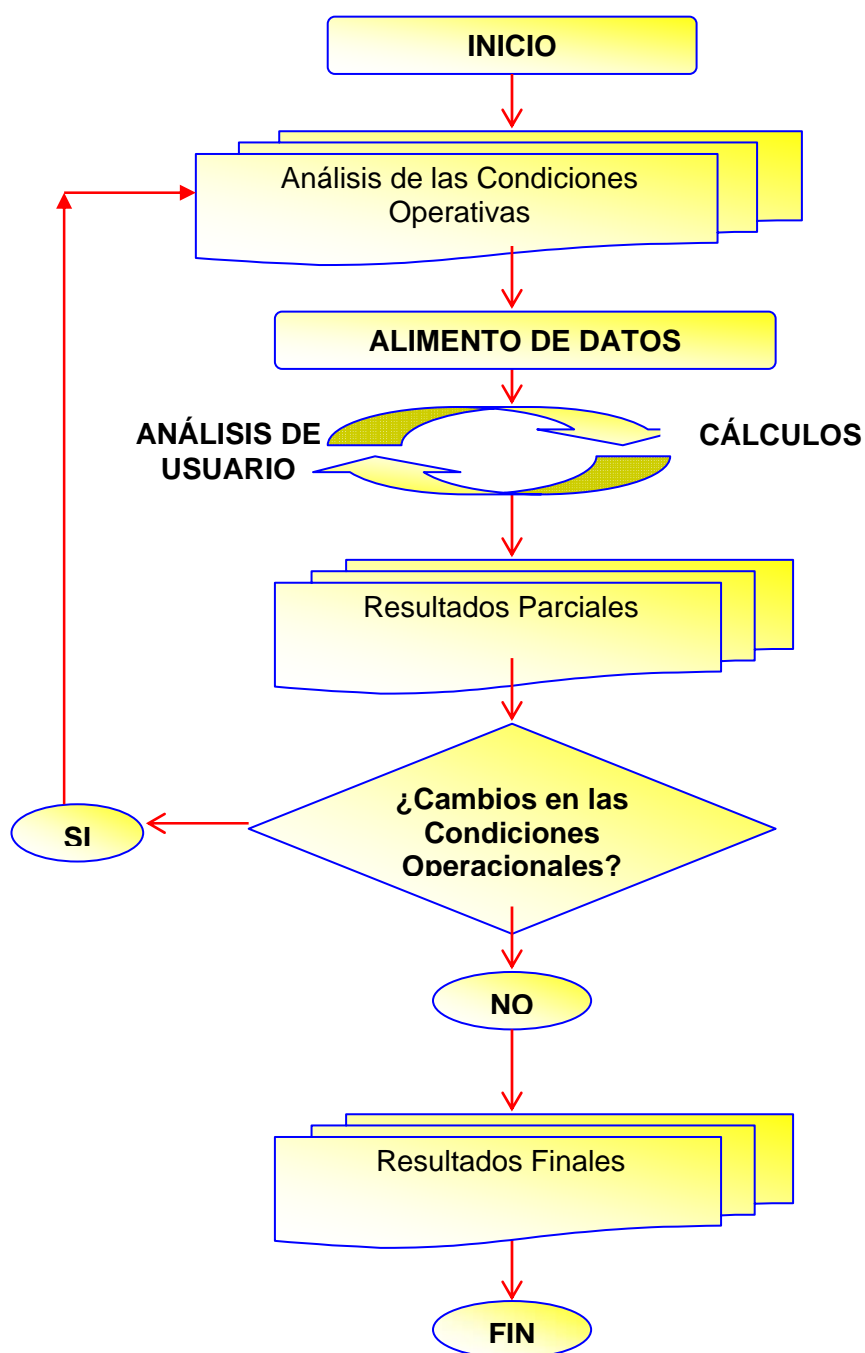 INICIO
Análisis de las Condiciones
Operativas
ALIMENTO DE DATOS
ANÁLISIS DE
USUARIO
CÁLCULOS
Resultados Parciales
¿Cambios en las
Condiciones
Operacionales?
SI
NO
Resultados Finales
FIN